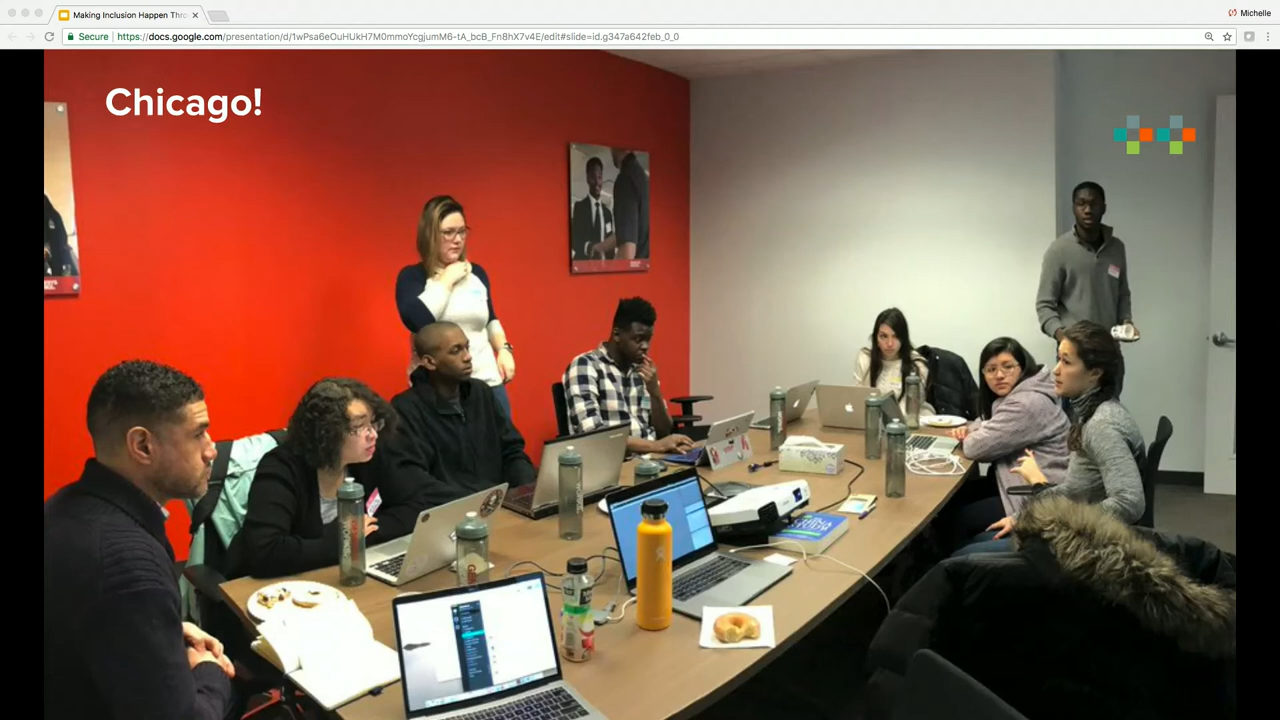 Making Inclusion Happen Thro
Michelle
Secure
https://docs.google.com/presentation/d/1wPsa6eOuHUkH7M0mmoYcgjumM6-tA_bcB_Fn8hX7v4E/edit#slide=id.g347a642feb_0_0
Chicago!